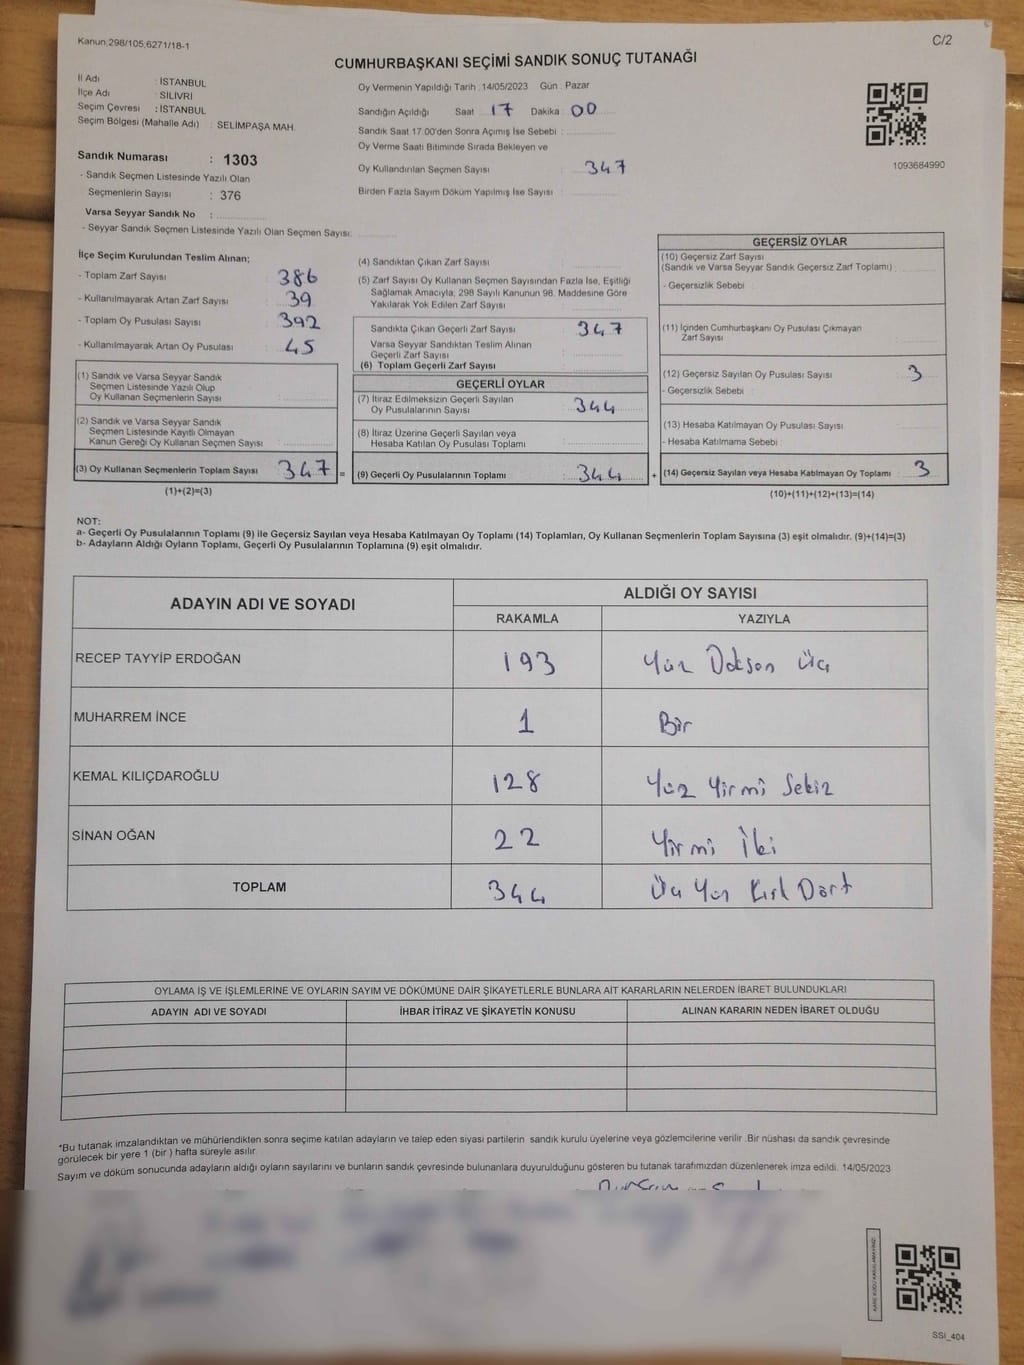 Kanun;298/105,6271/18-1
C/2
CUMHURBAŞKANI SEÇİMİ SANDIK SONUÇ TUTANAĞI
İl Adı : İSTANBUL
İlçe Adı : SİLİVRİ
Seçim Çevresi : İSTANBUL
Seçim Bölgesi (Mahalle Adı) : SELİMPAŞA MAH.
Sandık Numarası : 1303
- Sandık Seçmen Listesinde Yazılı Olan
Seçmenlerin Sayısı : 376
Varsa Seyyar Sandık No :
- Seyyar Sandık Seçmen Listesinde Yazılı Olan Seçmen Sayısı:
Oy Vermenin Yapıldığı Tarih : 14/05/2023 Gün : Pazar
Sandığın Açıldığı Saat : 17 Dakika : 00
Sandık Saat 17.00'den Sonra Açımış İse Sebebi :
Oy Verme Saati Bitiminde Sırada Bekleyen ve
Oy Kullandırılan Seçmen Sayısı : 347
Birden Fazla Sayım Döküm Yapılmış İse Sayısı :
1093684990
İlçe Seçim Kurulundan Teslim Alınan;
- Toplam Zarf Sayısı : 386
- Kullanılmayarak Artan Zarf Sayısı : 39
- Toplam Oy Pusulası Sayısı : 392
- Kullanılmayarak Artan Oy Pusulası : 45
(1) Sandık ve Varsa Seyyar Sandık
Seçmen Listesinde Yazılı Olup
Oy Kullanan Seçmenlerin Sayısı :
(2) Sandık ve Varsa Seyyar Sandık
Seçmen Listesinde Kayıtlı Olmayan
Kanun Gereği Oy Kullanan Seçmen Sayısı :
(3) Oy Kullanan Seçmenlerin Toplam Sayısı : 347 =
(1)+(2)=(3)
(4) Sandıktan Çıkan Zarf Sayısı :
(5) Zarf Sayısı Oy Kullanan Seçmen Sayısından Fazla İse, Eşitliği
Sağlamak Amacıyla; 298 Sayılı Kanunun 98. Maddesine Göre
Yakılarak Yok Edilen Zarf Sayısı :
Sandıkta Çıkan Geçerli Zarf Sayısı : 347
Varsa Seyyar Sandıktan Teslim Alınan
Geçerli Zarf Sayısı :
(6) Toplam Geçerli Zarf Sayısı :
GEÇERLİ OYLAR
(7) İtiraz Edilmeksizin Geçerli Sayılan
Oy Pusulalarının Sayısı : 344
(8) İtiraz Üzerine Geçerli Sayılan veya
Hesaba Katılan Oy Pusulası Toplamı :
(9) Geçerli Oy Pusulalarının Toplamı : 344 +
GEÇERSİZ OYLAR
(10) Geçersiz Zarf Sayısı
(Sandık ve Varsa Seyyar Sandık Geçersiz Zarf Toplamı) :
- Geçersizlik Sebebi :
(11) İçinden Cumhurbaşkanı Oy Pusulası Çıkmayan
Zarf Sayısı :
(12) Geçersiz Sayılan Oy Pusulası Sayısı : 3
- Geçersizlik Sebebi :
(13) Hesaba Katılmayan Oy Pusulası Sayısı :
- Hesaba Katılmama Sebebi :
(14) Geçersiz Sayılan veya Hesaba Katılmayan Oy Toplamı : 3
(10)+(11)+(12)+(13)=(14)
NOT:
a- Geçerli Oy Pusulalarının Toplamı (9) ile Geçersiz Sayılan veya Hesaba Katılmayan Oy Toplamı (14) Toplamları, Oy Kullanan Seçmenlerin Toplam Sayısına (3) eşit olmalıdır. (9)+(14)=(3)
b- Adayların Aldığı Oyların Toplamı, Geçerli Oy Pusulalarının Toplamına (9) eşit olmalıdır.
ADAYIN ADI VE SOYADI
ALDIĞI OY SAYISI
RAKAMLA YAZIYLA
RECEP TAYYİP ERDOĞAN 193 Yüz Doksan Üç
MUHARREM İNCE 1 Bir
KEMAL KILIÇDAROĞLU 128 Yüz Yirmi Sekiz
SİNAN OĞAN 22 Yirmi İki
TOPLAM 344 Üç Yüz Kırk Dört
OYLAMA İŞ VE İŞLEMLERİNE VE OYLARIN SAYIM VE DÖKÜMÜNE DAİR ŞİKAYETLERLE BUNLARA AİT KARARLARIN NELERDEN İBARET BULUNDUKLARI
ADAYIN ADI VE SOYADI İHBAR İTİRAZ VE ŞİKAYETİN KONUSU ALINAN KARARIN NEDEN İBARET OLDUĞU
*Bu tutanak imzalandıktan ve mühürlendikten sonra seçime katılan adayların ve talep eden siyasi partilerin sandık kurulu üyelerine veya gözlemcilerine verilir. Bir nüshası da sandık çevresinde
görülecek bir yere 1 (bir ) hafta süreyle asılır.
Sayım ve döküm sonucunda adayların aldığı oyların sayılarını ve bunların sandık çevresinde bulunanlara duyurulduğunu gösteren bu tutanak tarafımızdan düzenlenerek imza edildi. 14/05/2023
SSI_404